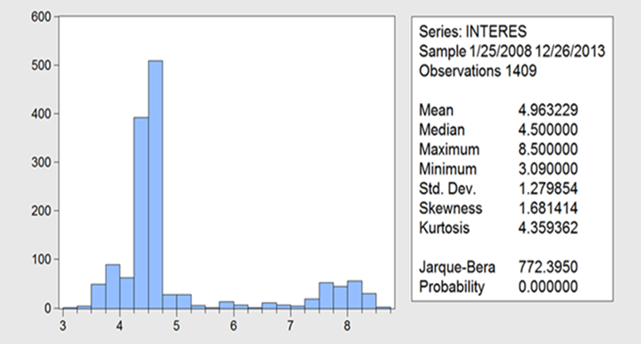 600
500
400
300
200
100
0
3 4 5 6 7 8
Series: INTERES
Sample 1/25/2008 12/26/2013
Observations 1409
Mean 4.963229
Median 4.500000
Maximum 8.500000
Minimum 3.090000
Std. Dev. 1.279854
Skewness 1.681414
Kurtosis 4.359362
Jarque-Bera 772.3950
Probability 0.000000